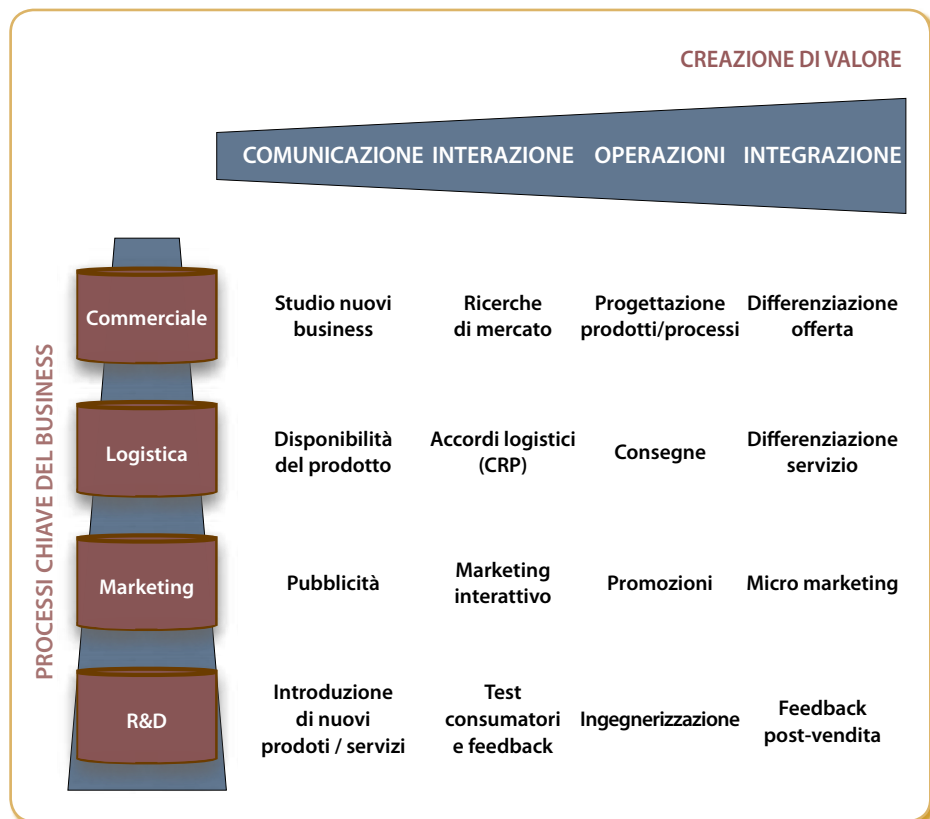 CREAZIONE DI VALORE
COMUNICAZIONE INTERAZIONE OPERAZIONI INTEGRAZIONE
PROCESSI CHIAVE DEL BUSINESS
Commerciale
Studio nuovi
business
Ricerche
di mercato
Progettazione
prodotti/processi
Differenziazione
offerta
Logistica
Disponibilità
del prodotto
Accordi logistici
(CRP)
Consegne
Differenziazione
servizio
Marketing
Pubblicità
Marketing
interattivo
Promozioni
Micro marketing
R&D
Introduzione
di nuovi
prodoti / servizi
Test
consumatori
e feedback
Ingegnerizzazione
Feedback
post-vendita